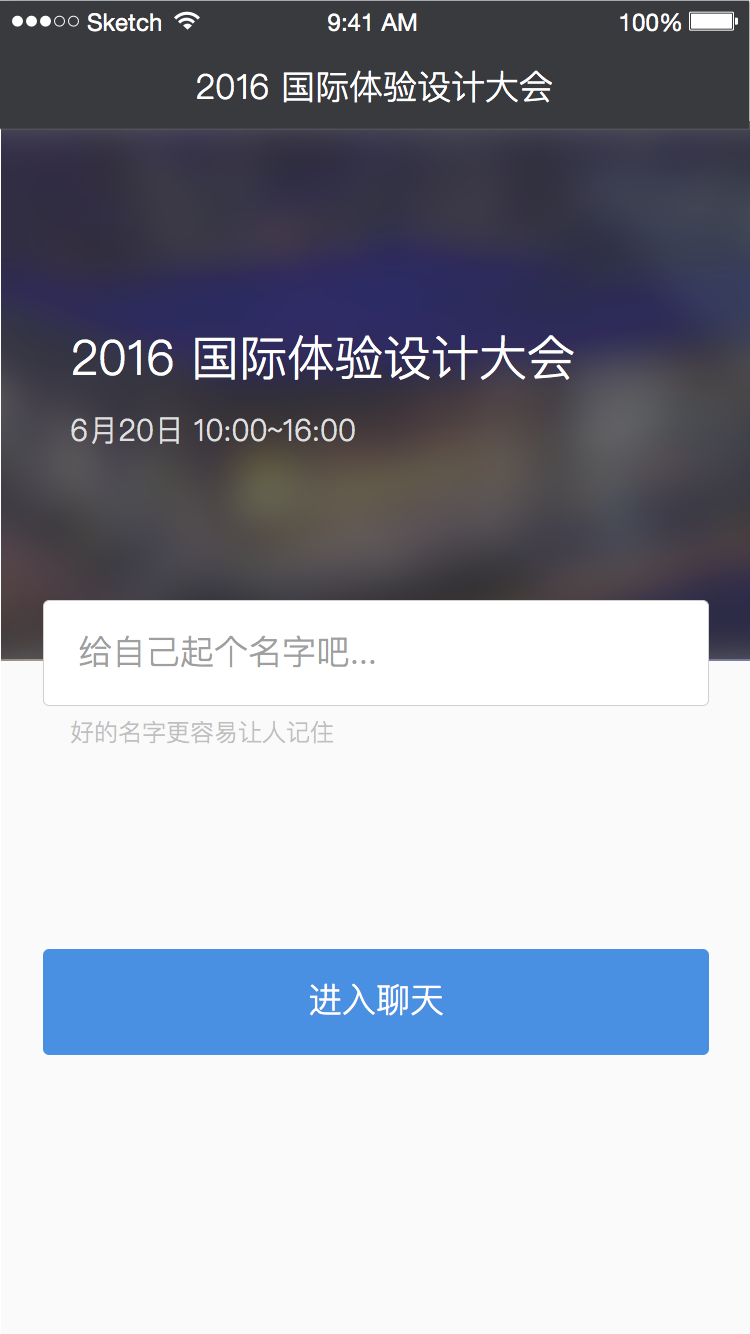 Sketch 9:41 AM 100%
2016 国际体验设计大会
2016 国际体验设计大会
6月20日 10:00~16:00
给自己起个名字吧...
好的名字更容易让人记住
进入聊天